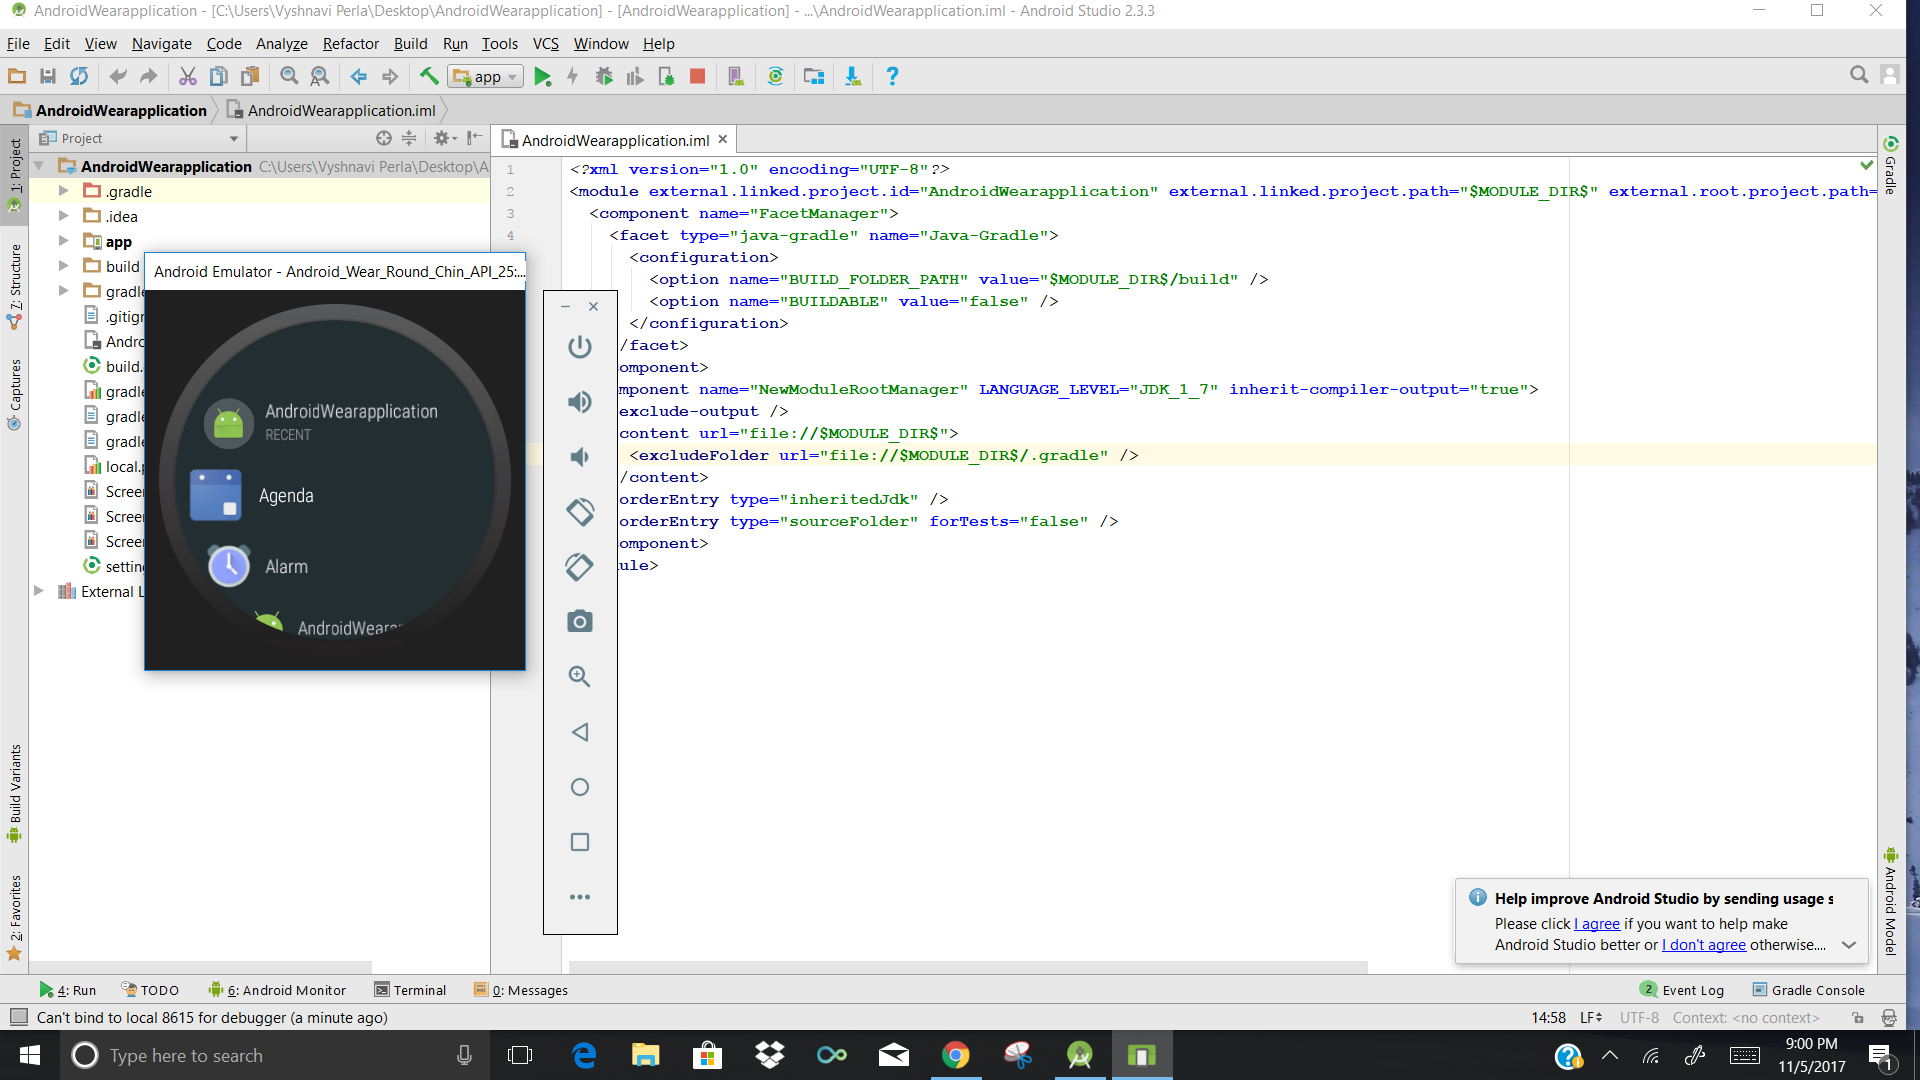 AndroidWearapplication - [C:\Users\Vyshnavi Perla\Desktop\AndroidWearapplication] - [AndroidWearapplication] - ...\AndroidWearapplication.iml - Android Studio 2.3.3
File Edit View Navigate Code Analyze Refactor Build Run Tools VCS Window Help
app
AndroidWearapplication AndroidWearapplication.iml
Project
AndroidWearapplication.iml
1: Project
7: Structure
Captures
Build Variants
2: Favorites
AndroidWearapplication C:\Users\Vyshnavi Perla\Desktop\A
.gradle
.idea
app
build
gradle
.gitigr
Andro
build.
gradle
gradle
gradle
local.p
Screer
Screer
Screer
settin
External L
Android Emulator - Android_Wear_Round_Chin_API_25:...
AndroidWearapplication
RECENT
Agenda
Alarm
AndroidWearap
1 <?xml version="1.0" encoding="UTF-8"?>
2 <module external.linked.project.id="AndroidWearapplication" external.linked.project.path="$MODULE_DIR$" external.root.project.path=
3 <component name="FacetManager">
4 <facet type="java-gradle" name="Java-Gradle">
<configuration>
<option name="BUILD_FOLDER_PATH" value="$MODULE_DIR$/build" />
<option name="BUILDABLE" value="false" />
</configuration>
/facet>
omponent>
mponent name="NewModuleRootManager" LANGUAGE_LEVEL="JDK_1_7" inherit-compiler-output="true">
exclude-output />
content url="file://$MODULE_DIR$">
<excludeFolder url="file://$MODULE_DIR$/.gradle" />
/content>
orderEntry type="inheritedJdk" />
orderEntry type="sourceFolder" forTests="false" />
omponent>
ule>
Gradle
Android Model
Help improve Android Studio by sending usage s
Please click I agree if you want to help make
Android Studio better or I don't agree otherwise....
4: Run TODO 6: Android Monitor Terminal 0: Messages 2 Event Log Gradle Console
Can't bind to local 8615 for debugger (a minute ago) 14:58 LF UTF-8 Context: <no context>
Type here to search
9:00 PM
11/5/2017
1